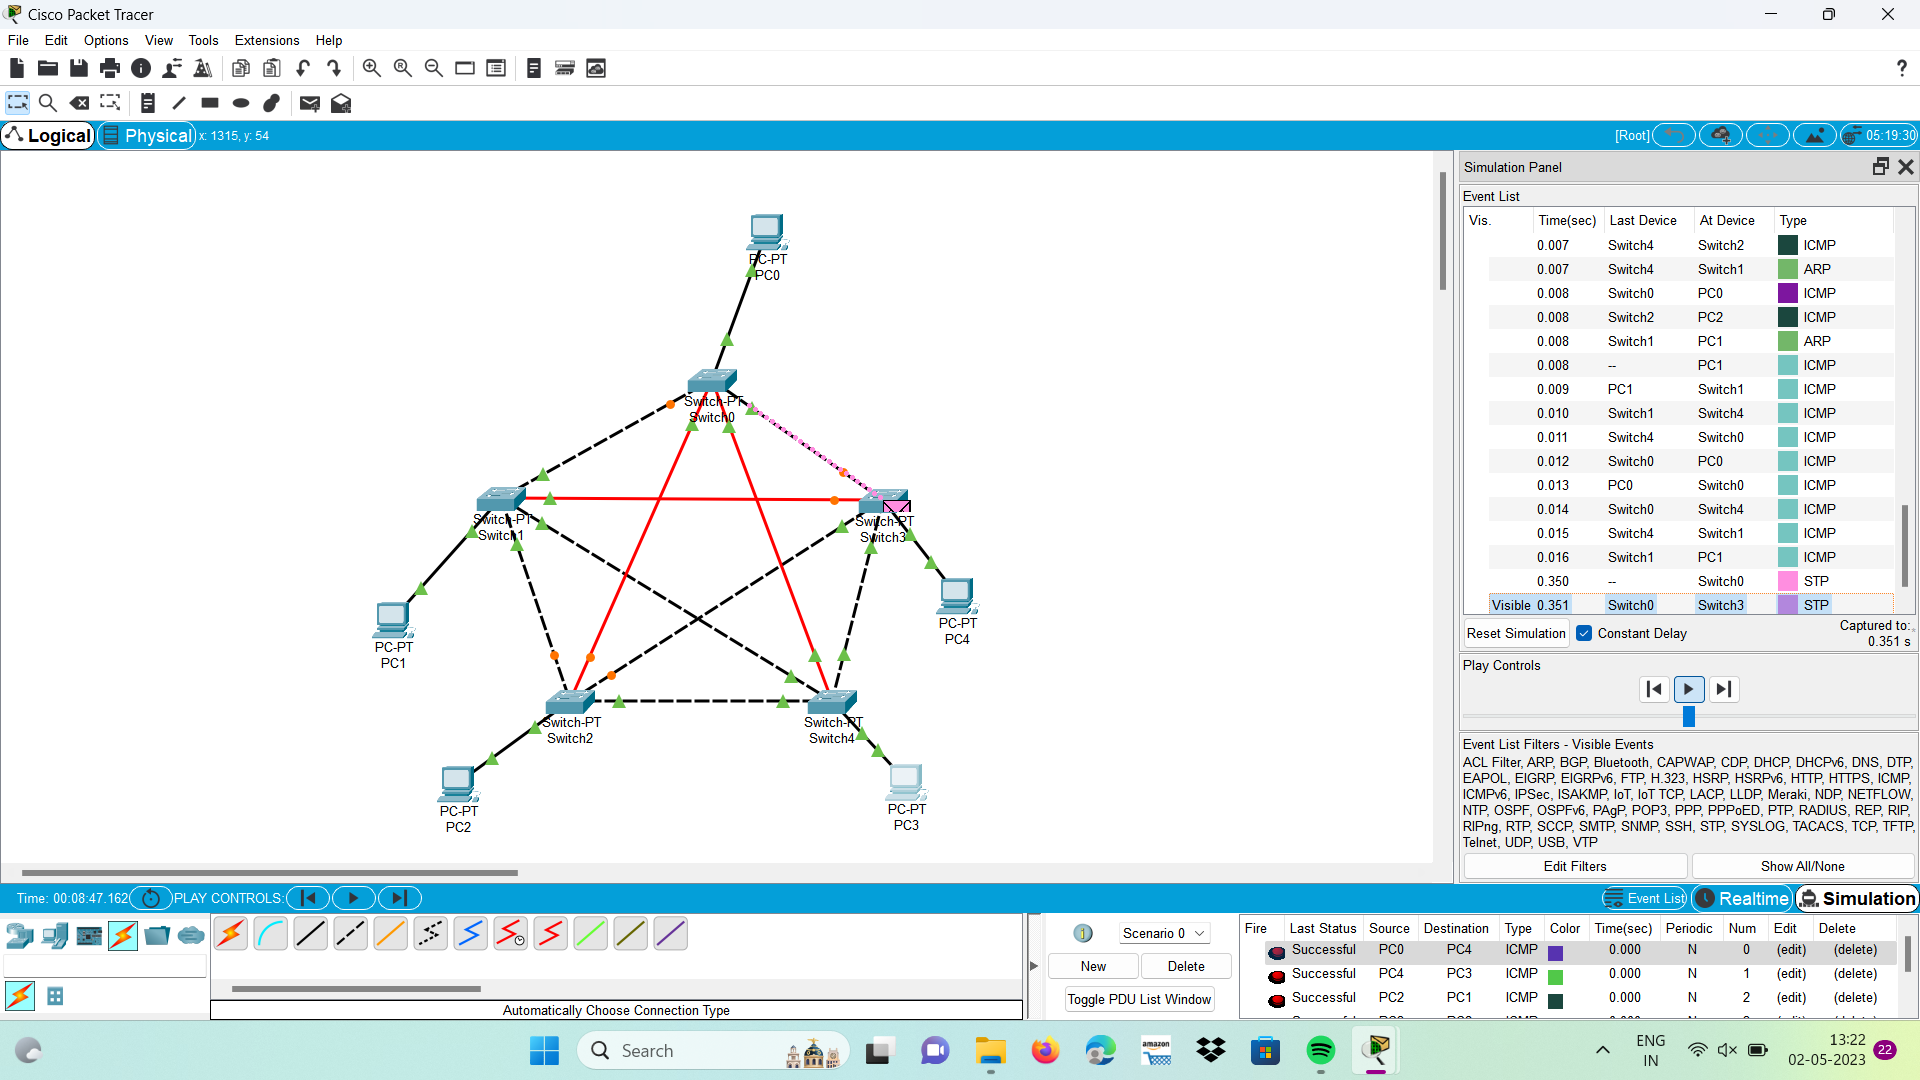 Cisco Packet Tracer
File Edit Options View Tools Extensions Help
Logical Physical x: 1315, y: 54 [Root] 05:19:30
PC-PT
PC0
Switch-PT
Switch0
Switch-PT
Switch1
Switch-PT
Switch3
PC-PT
PC1
PC-PT
PC4
Switch-PT
Switch2
Switch-PT
Switch4
PC-PT
PC2
PC-PT
PC3
Simulation Panel
Event List
Vis. Time(sec) Last Device At Device Type
0.007 Switch4 Switch2 ICMP
0.007 Switch4 Switch1 ARP
0.008 Switch0 PC0 ICMP
0.008 Switch2 PC2 ICMP
0.008 Switch1 PC1 ARP
0.008 -- PC1 ICMP
0.009 PC1 Switch1 ICMP
0.010 Switch1 Switch4 ICMP
0.011 Switch4 Switch0 ICMP
0.012 Switch0 PC0 ICMP
0.013 PC0 Switch0 ICMP
0.014 Switch0 Switch4 ICMP
0.015 Switch4 Switch1 ICMP
0.016 Switch1 PC1 ICMP
0.350 -- Switch0 STP
Visible 0.351 Switch0 Switch3 STP
Reset Simulation Constant Delay Captured to:
0.351 s
Play Controls
Event List Filters - Visible Events
ACL Filter, ARP, BGP, Bluetooth, CAPWAP, CDP, DHCP, DHCPv6, DNS, DTP,
EAPOL, EIGRP, EIGRPv6, FTP, H.323, HSRP, HSRPv6, HTTP, HTTPS, ICMP,
ICMPv6, IPSec, ISAKMP, IoT, IoT TCP, LACP, LLDP, Meraki, NDP, NETFLOW,
NTP, OSPF, OSPFv6, PAgP, POP3, PPP, PPPoED, PTP, RADIUS, REP, RIP,
RIPng, RTP, SCCP, SMTP, SNMP, SSH, STP, SYSLOG, TACACS, TCP, TFTP,
Telnet, UDP, USB, VTP
Edit Filters Show All/None
Time: 00:08:47.162 PLAY CONTROLS: Event List Realtime Simulation
Automatically Choose Connection Type
Scenario 0
New Delete
Toggle PDU List Window
Fire Last Status Source Destination Type Color Time(sec) Periodic Num Edit Delete
Successful PC0 PC4 ICMP 0.000 N 0 (edit) (delete)
Successful PC4 PC3 ICMP 0.000 N 1 (edit) (delete)
Successful PC2 PC1 ICMP 0.000 N 2 (edit) (delete)
Search
amazon
ENG
IN
13:22
02-05-2023
22